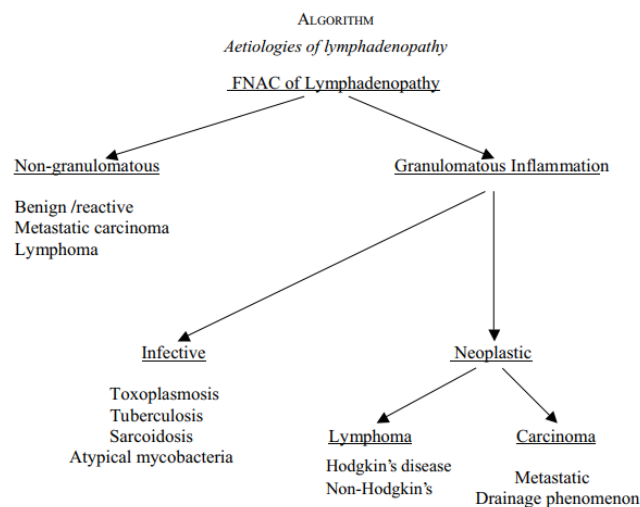 ALGORITHM
Aetiologies of lymphadenopathy
FNAC of Lymphadenopathy
Non-granulomatous
Granulomatous Inflammation
Benign /reactive
Metastatic carcinoma
Lymphoma
Infective
Neoplastic
Toxoplasmosis
Tuberculosis
Sarcoidosis
Atypical mycobacteria
Lymphoma
Carcinoma
Hodgkin's disease
Non-Hodgkin's
Metastatic
Drainage phenomenon